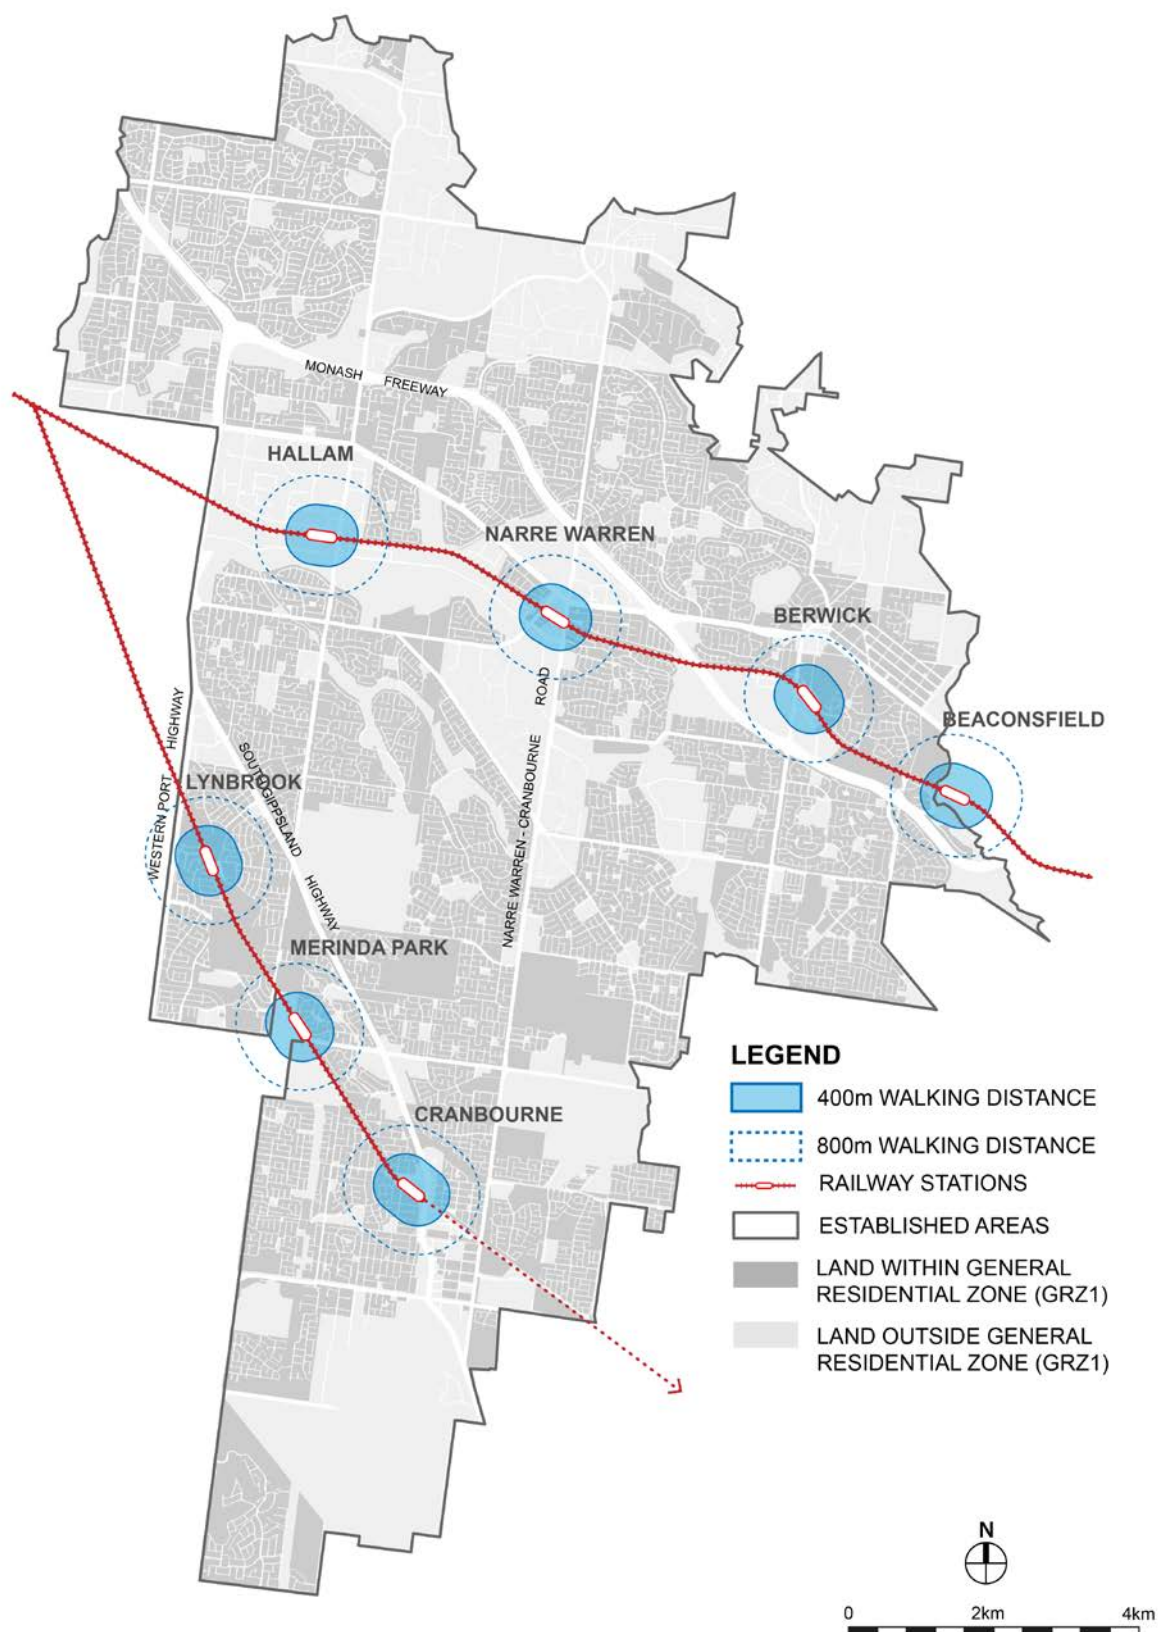 MONASH FREEWAY
HALLAM
NARRE WARREN
BERWICK
BEACONSFIELD
ROAD
NARRE WARREN - CRANBOURNE
WESTERN PORT HIGHWAY
LYNBROOK
SOUTH GIPPSLAND HIGHWAY
MERINDA PARK
CRANBOURNE
LEGEND
400m WALKING DISTANCE
800m WALKING DISTANCE
RAILWAY STATIONS
ESTABLISHED AREAS
LAND WITHIN GENERAL
RESIDENTIAL ZONE (GRZ1)
LAND OUTSIDE GENERAL
RESIDENTIAL ZONE (GRZ1)
N
0 2km 4km